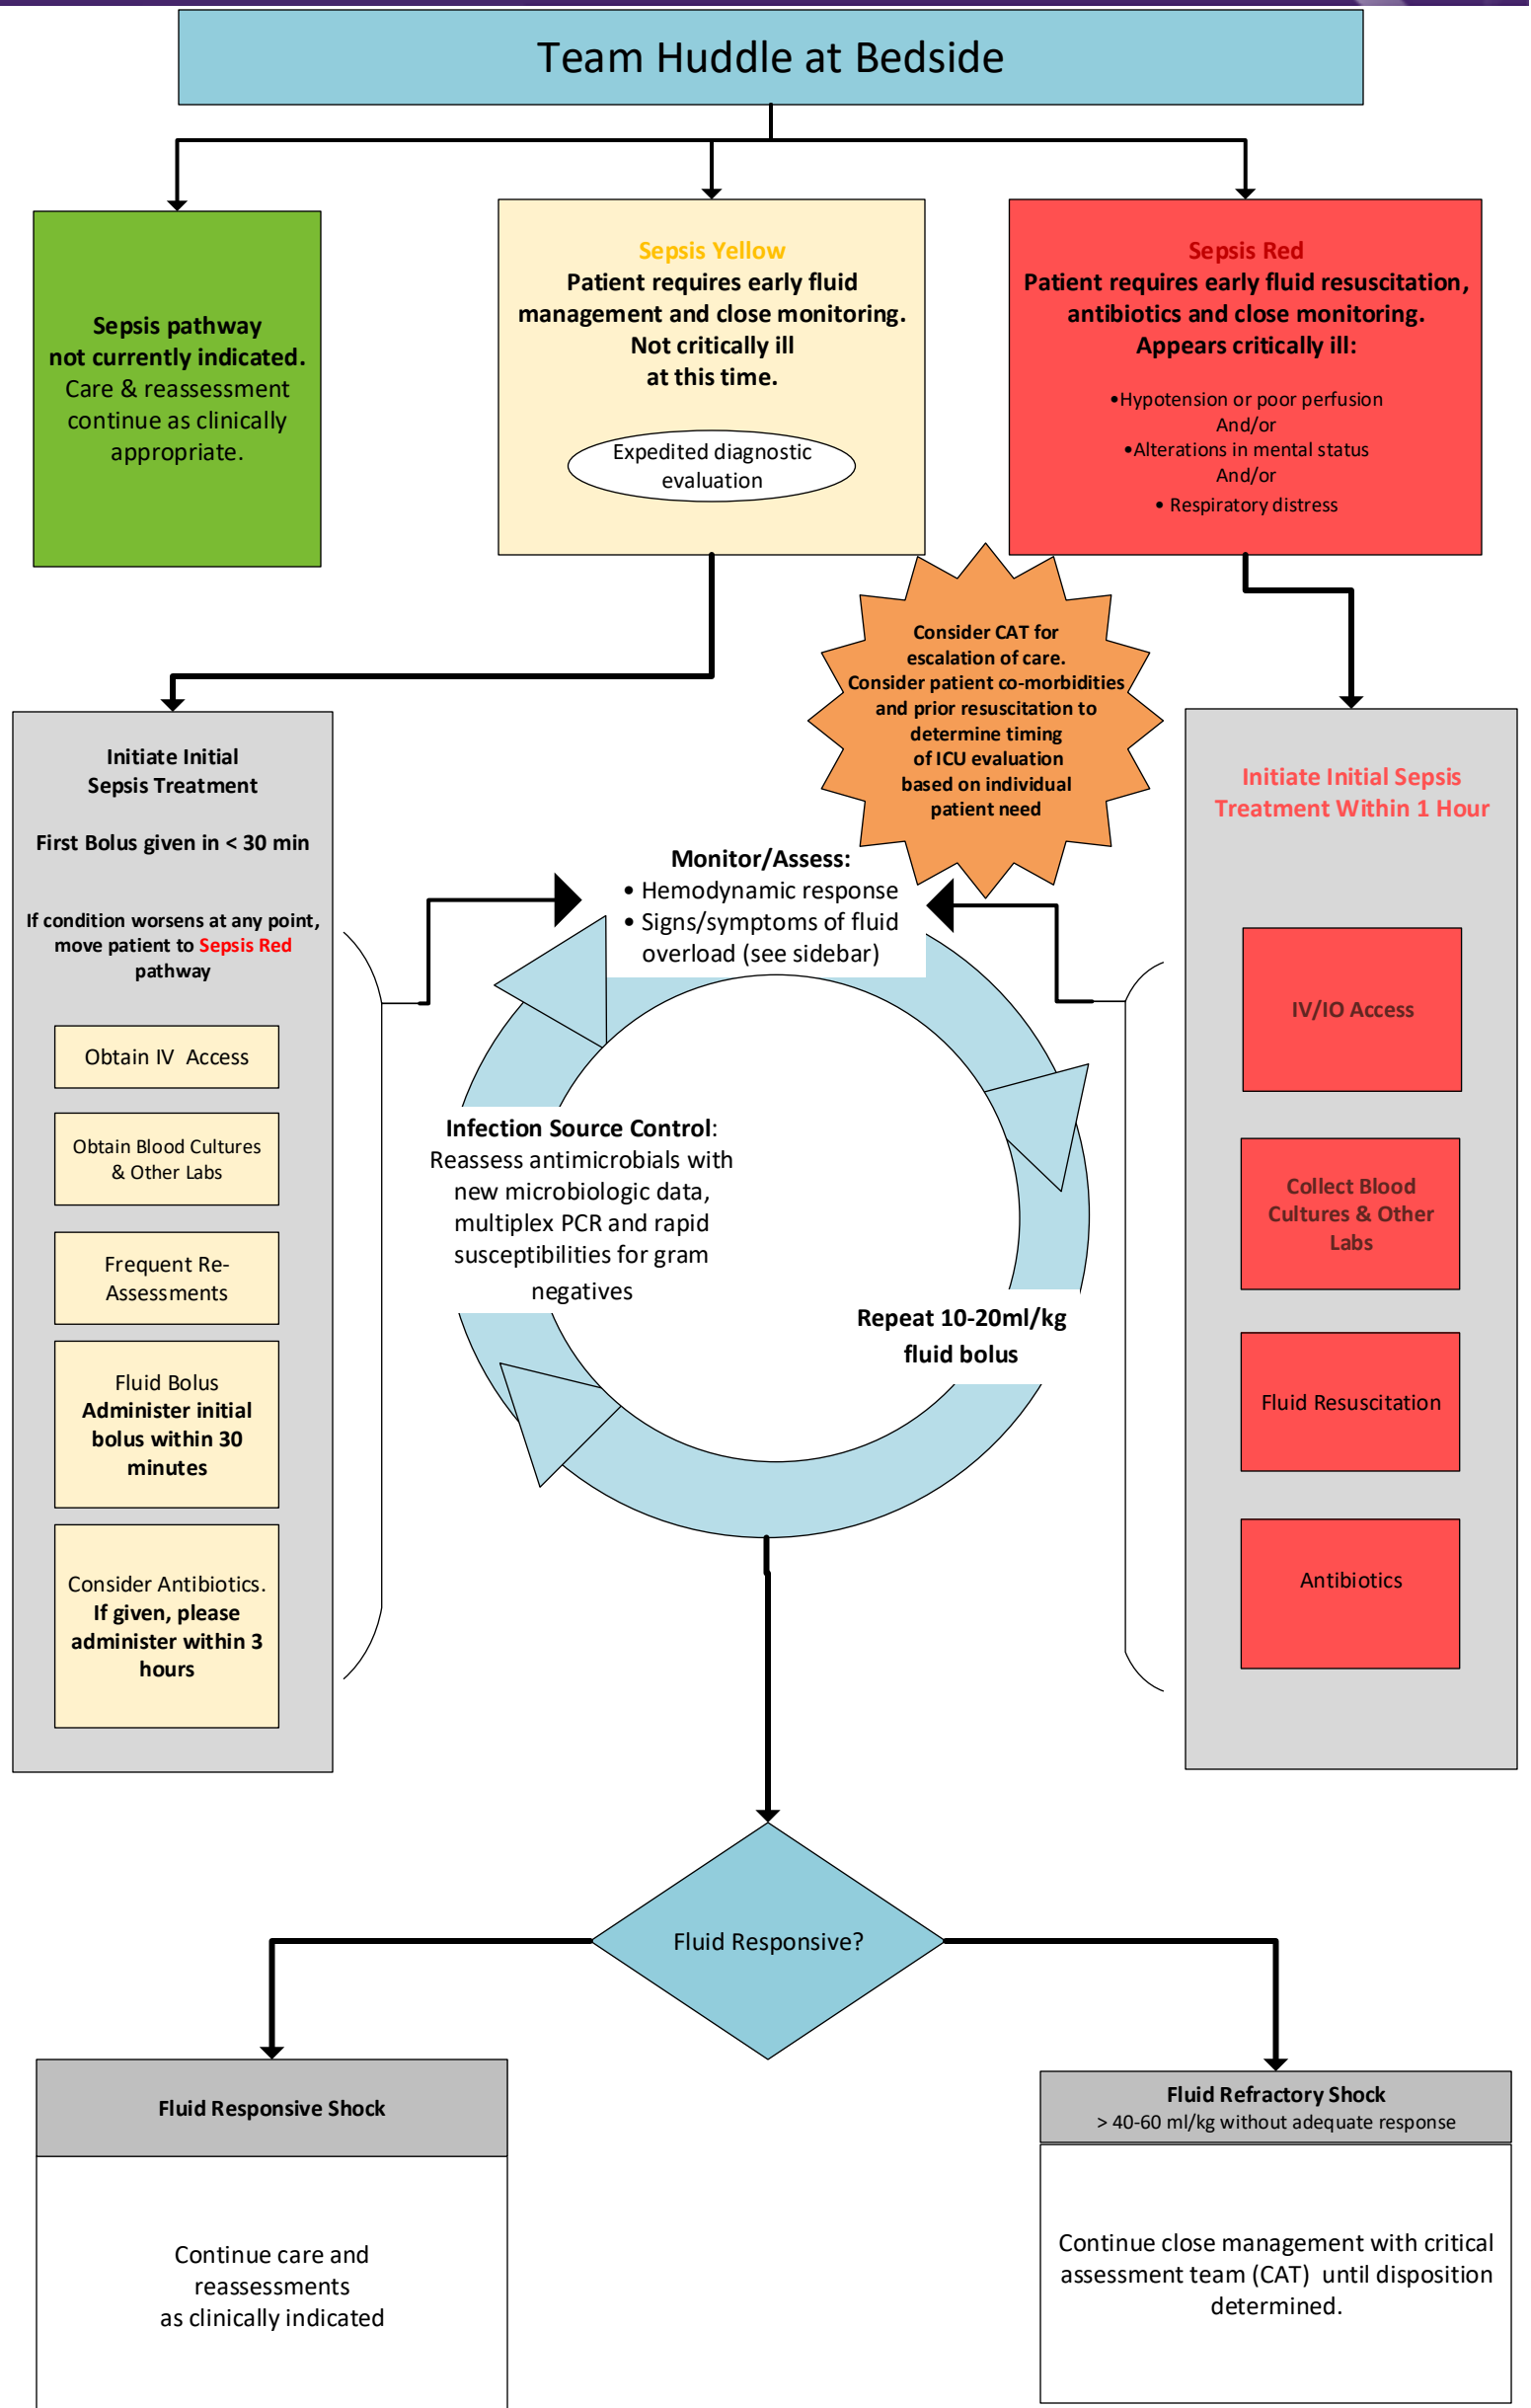 Team Huddle at Bedside
Sepsis pathway
not currently indicated.
Care & reassessment
continue as clinically
appropriate.
Sepsis Yellow
Patient requires early fluid
management and close monitoring.
Not critically ill
at this time.
Expedited diagnostic
evaluation
Sepsis Red
Patient requires early fluid resuscitation,
antibiotics and close monitoring.
Appears critically ill:
•Hypotension or poor perfusion
And/or
•Alterations in mental status
And/or
• Respiratory distress
Consider CAT for
escalation of care.
Consider patient co-morbidities
and prior resuscitation to
determine timing
of ICU evaluation
based on individual
patient need
Initiate Initial
Sepsis Treatment
First Bolus given in < 30 min
If condition worsens at any point,
move patient to Sepsis Red
pathway
Obtain IV Access
Obtain Blood Cultures
& Other Labs
Frequent Re-
Assessments
Fluid Bolus
Administer initial
bolus within 30
minutes
Consider Antibiotics.
If given, please
administer within 3
hours
Monitor/Assess:
• Hemodynamic response
• Signs/symptoms of fluid
overload (see sidebar)
Infection Source Control:
Reassess antimicrobials with
new microbiologic data,
multiplex PCR and rapid
susceptibilities for gram
negatives
Repeat 10-20ml/kg
fluid bolus
Initiate Initial Sepsis
Treatment Within 1 Hour
IV/IO Access
Collect Blood
Cultures & Other
Labs
Fluid Resuscitation
Antibiotics
Fluid Responsive?
Fluid Responsive Shock
Continue care and
reassessments
as clinically indicated
Fluid Refractory Shock
> 40-60 ml/kg without adequate response
Continue close management with critical
assessment team (CAT) until disposition
determined.